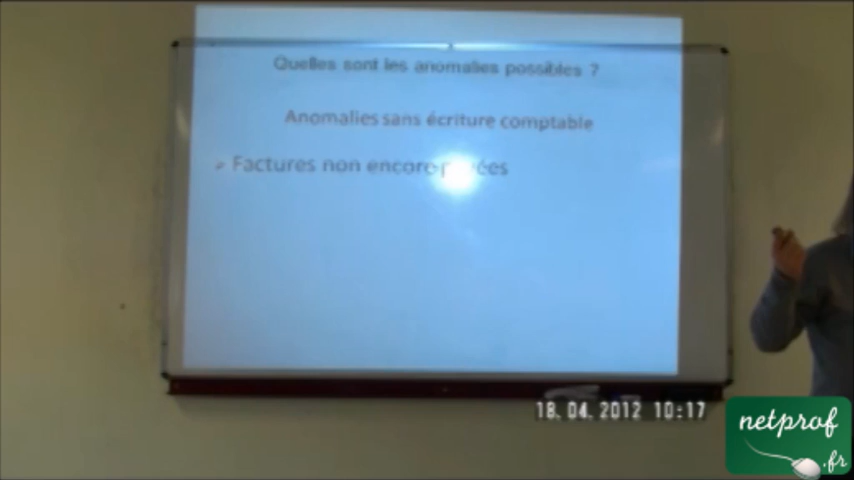 Quelles sont les anomalies possibles ?
Anomalies sans écriture comptable
Factures non encore
18. 04. 2012 10:17
netprof
.fr